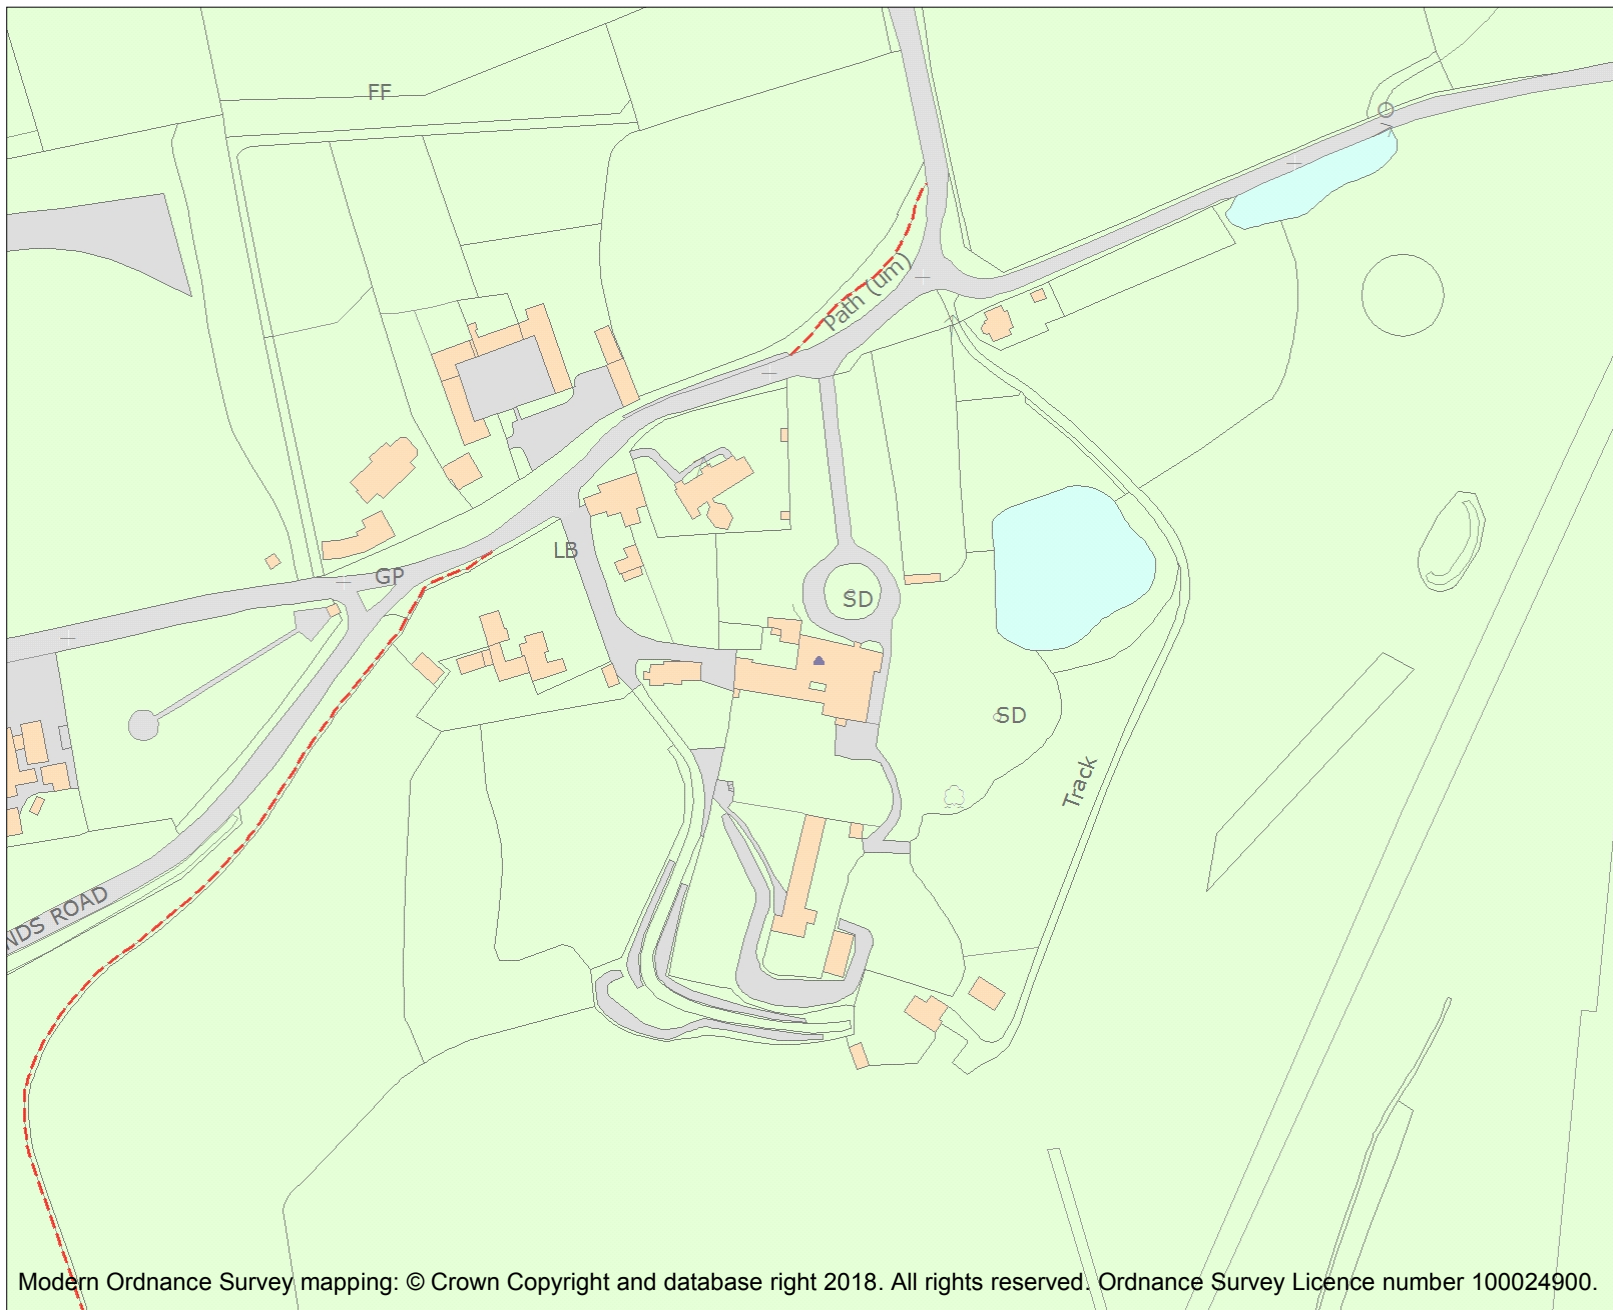 FF
Path (um)
LB
GP
SD
SD
Track
NDS ROAD
Modern Ordnance Survey mapping: © Crown Copyright and database right 2018. All rights reserved. Ordnance Survey Licence number 100024900.